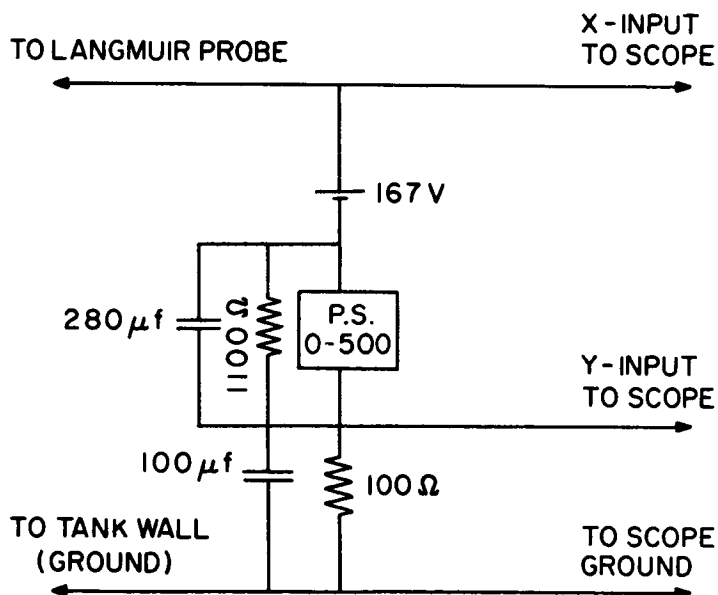 X-INPUT
TO SCOPE
TO LANGMUIR PROBE
167V
280µf
1100Ω
P.S.
0-500
Y-INPUT
TO SCOPE
100µf
100Ω
TO TANK WALL
(GROUND)
TO SCOPE
GROUND